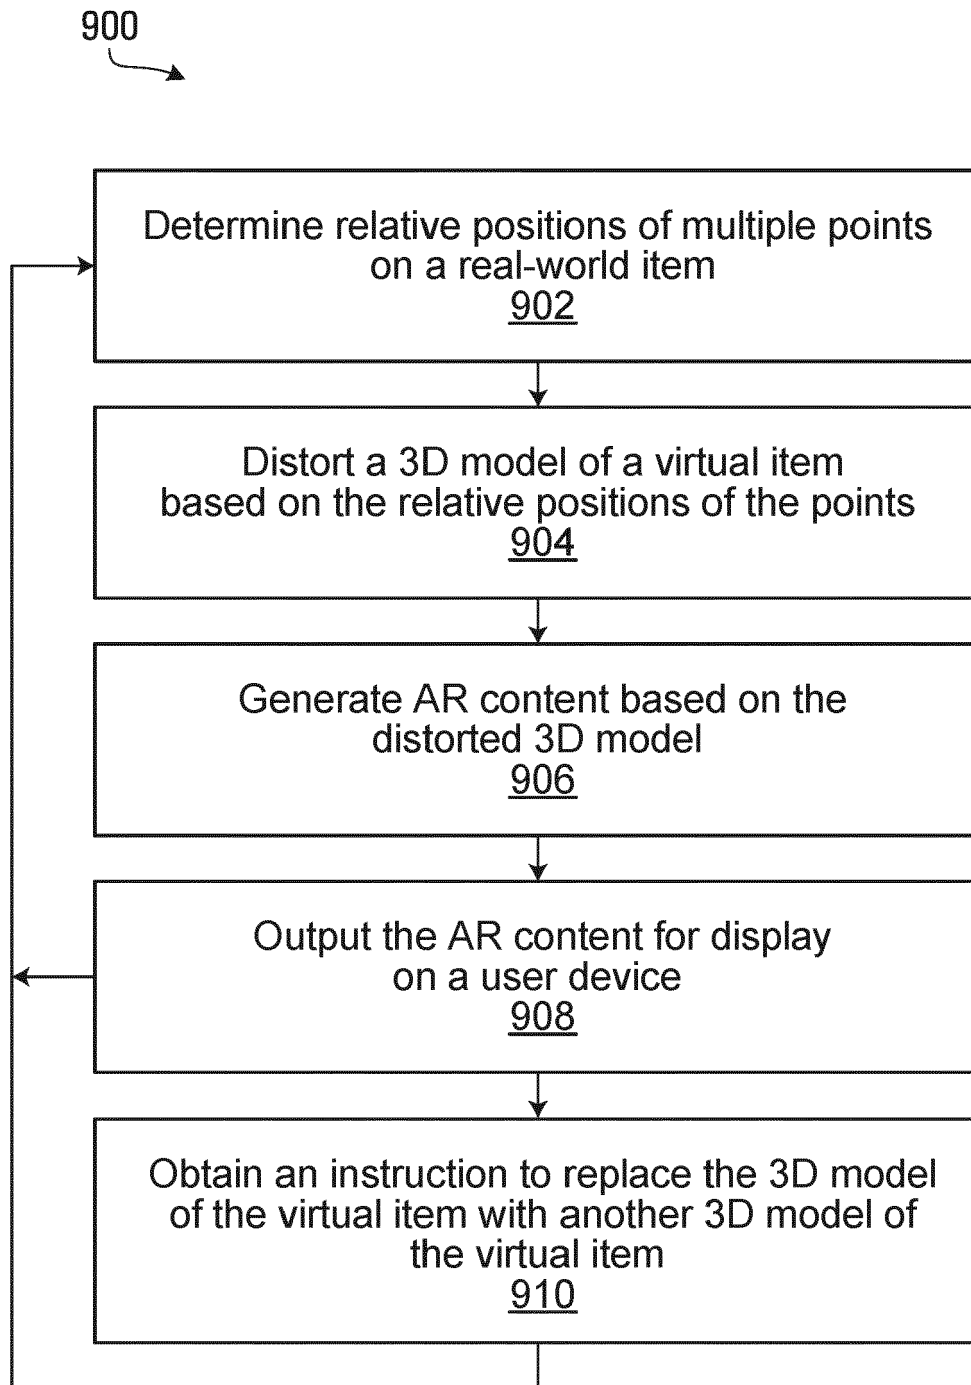 900
Determine relative positions of multiple points
on a real-world item
902
Distort a 3D model of a virtual item
based on the relative positions of the points
904
Generate AR content based on the
distorted 3D model
906
Output the AR content for display
on a user device
908
Obtain an instruction to replace the 3D model
of the virtual item with another 3D model of
the virtual item
910